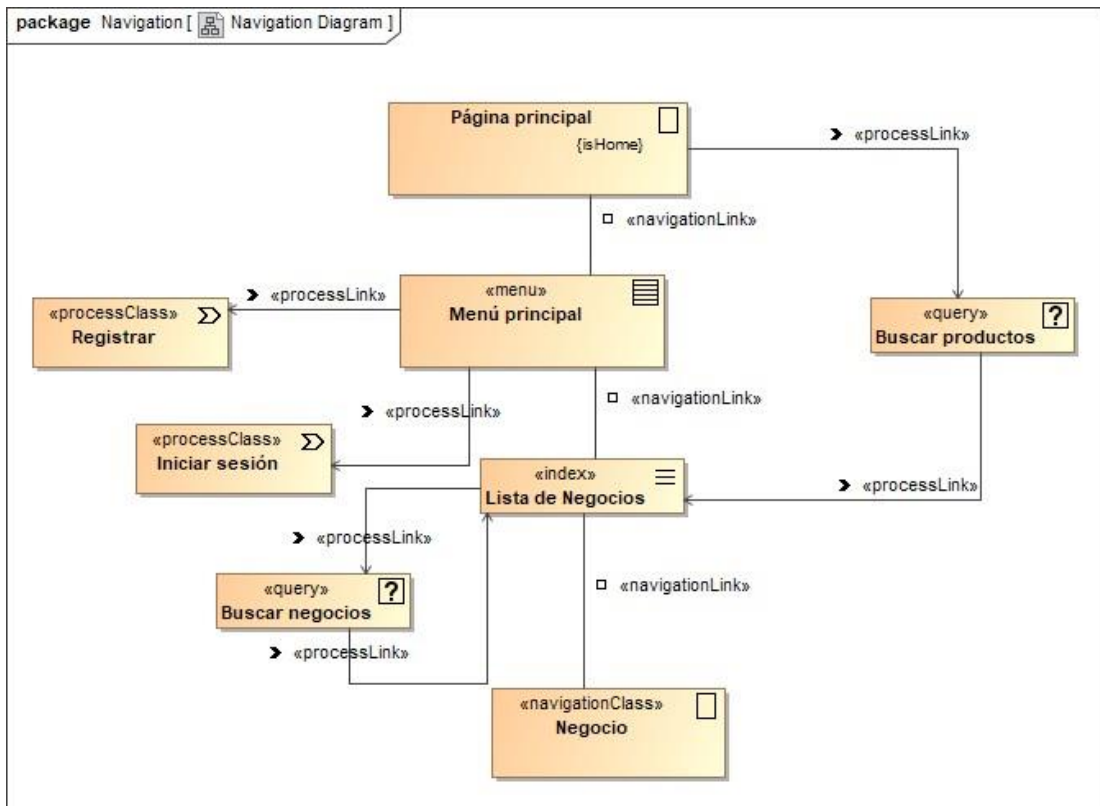 package Navigation [ Navigation Diagram ]
Página principal
{isHome}
«processLink»
«navigationLink»
«processLink»
«menu»
Menú principal
«processClass»
Registrar
«query»
Buscar productos
?
«navigationLink»
«processLink»
«processClass»
Iniciar sesión
«index»
Lista de Negocios
«processLink»
«processLink»
«query»
Buscar negocios
?
«navigationLink»
«processLink»
«navigationClass»
Negocio